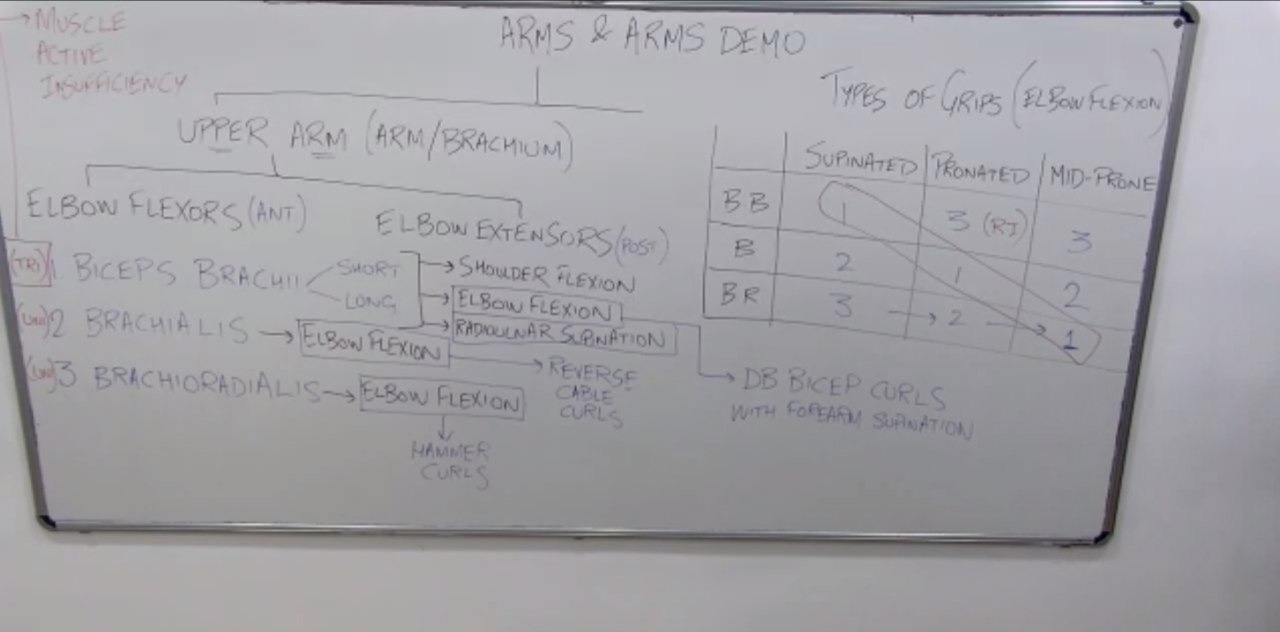 ARMS & ARMS DEMO
MUSCLE
ACTIVE
INSUFFICIENCY
UPPER ARM (ARM/BRACHIUM)
ELBOW FLEXORS (ANT)
ELBOW EXTENSORS (POST)
(TRI) 1 BICEPS BRACHII
SHORT
LONG
SHOULDER FLEXION
ELBOW FLEXION
RADIOULNAR SUPINATION
(UNI) 2 BRACHIALIS → ELBOW FLEXION
REVERSE
CABLE
CURLS
(UNI) 3 BRACHIORADIALIS → ELBOW FLEXION
HAMMER
CURLS
DB BICEP CURLS
WITH FOREARM SUPINATION
TYPES OF GRIPS (ELBOW FLEXION)
SUPINATED PRONATED MID-PRONE
BB 1 3 (RI) 3
B 2 1 2
BR 3 → 2 → 1